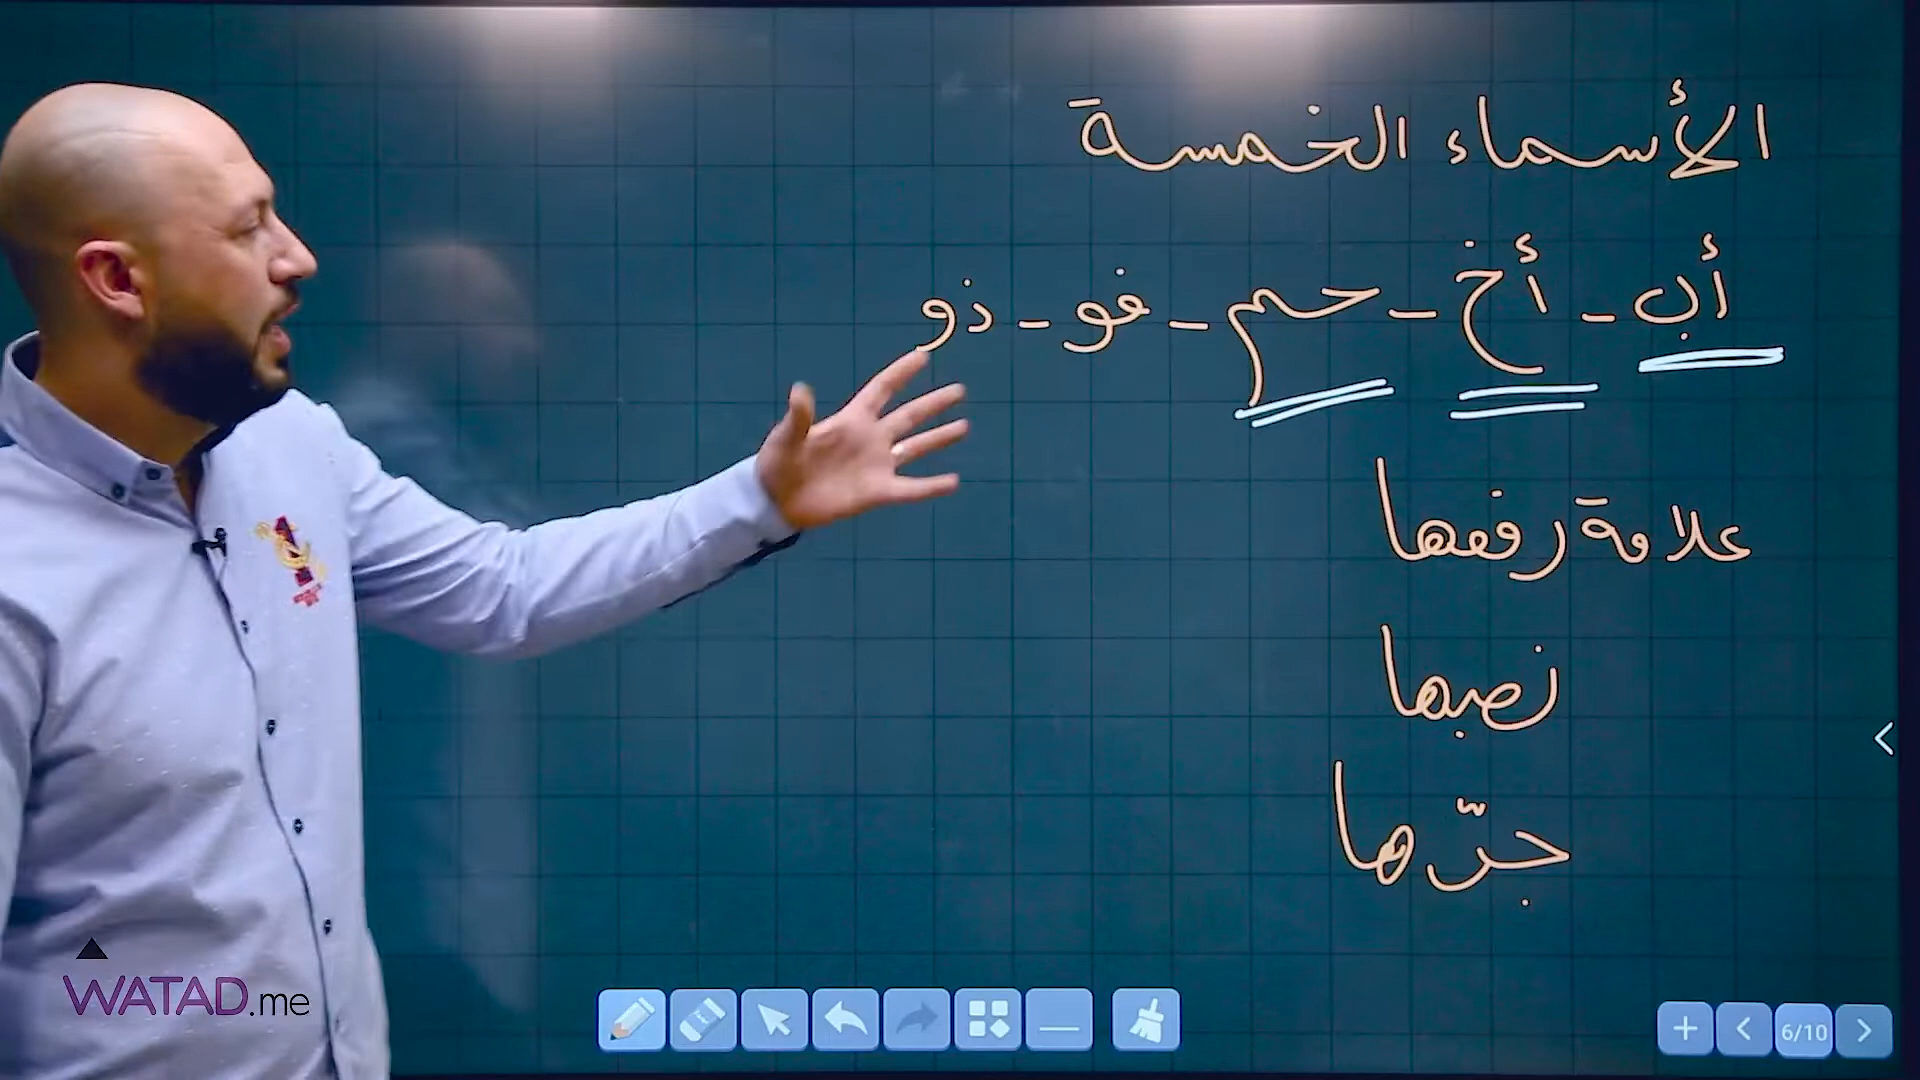 الأسماء الخمسة
أب - أخ - حم - فو - ذو
علامة رفعها
نصبها
جرّها
WATAD.me
6/10